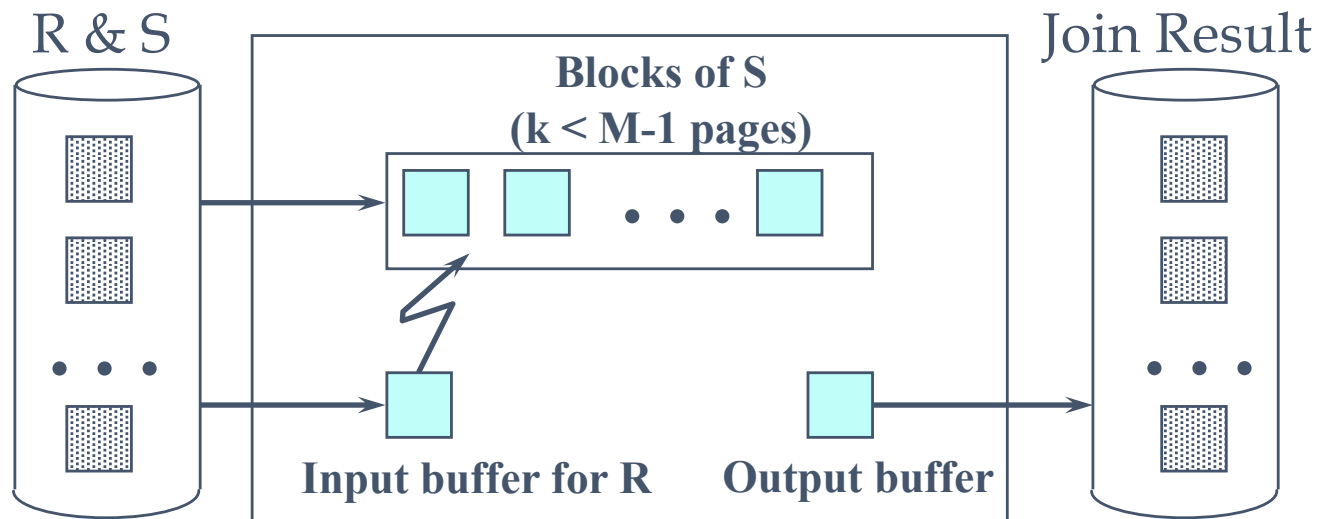 R & S
Join Result
Blocks of S
(k < M-1 pages)
• • •
• • •
• • •
Input buffer for R
Output buffer